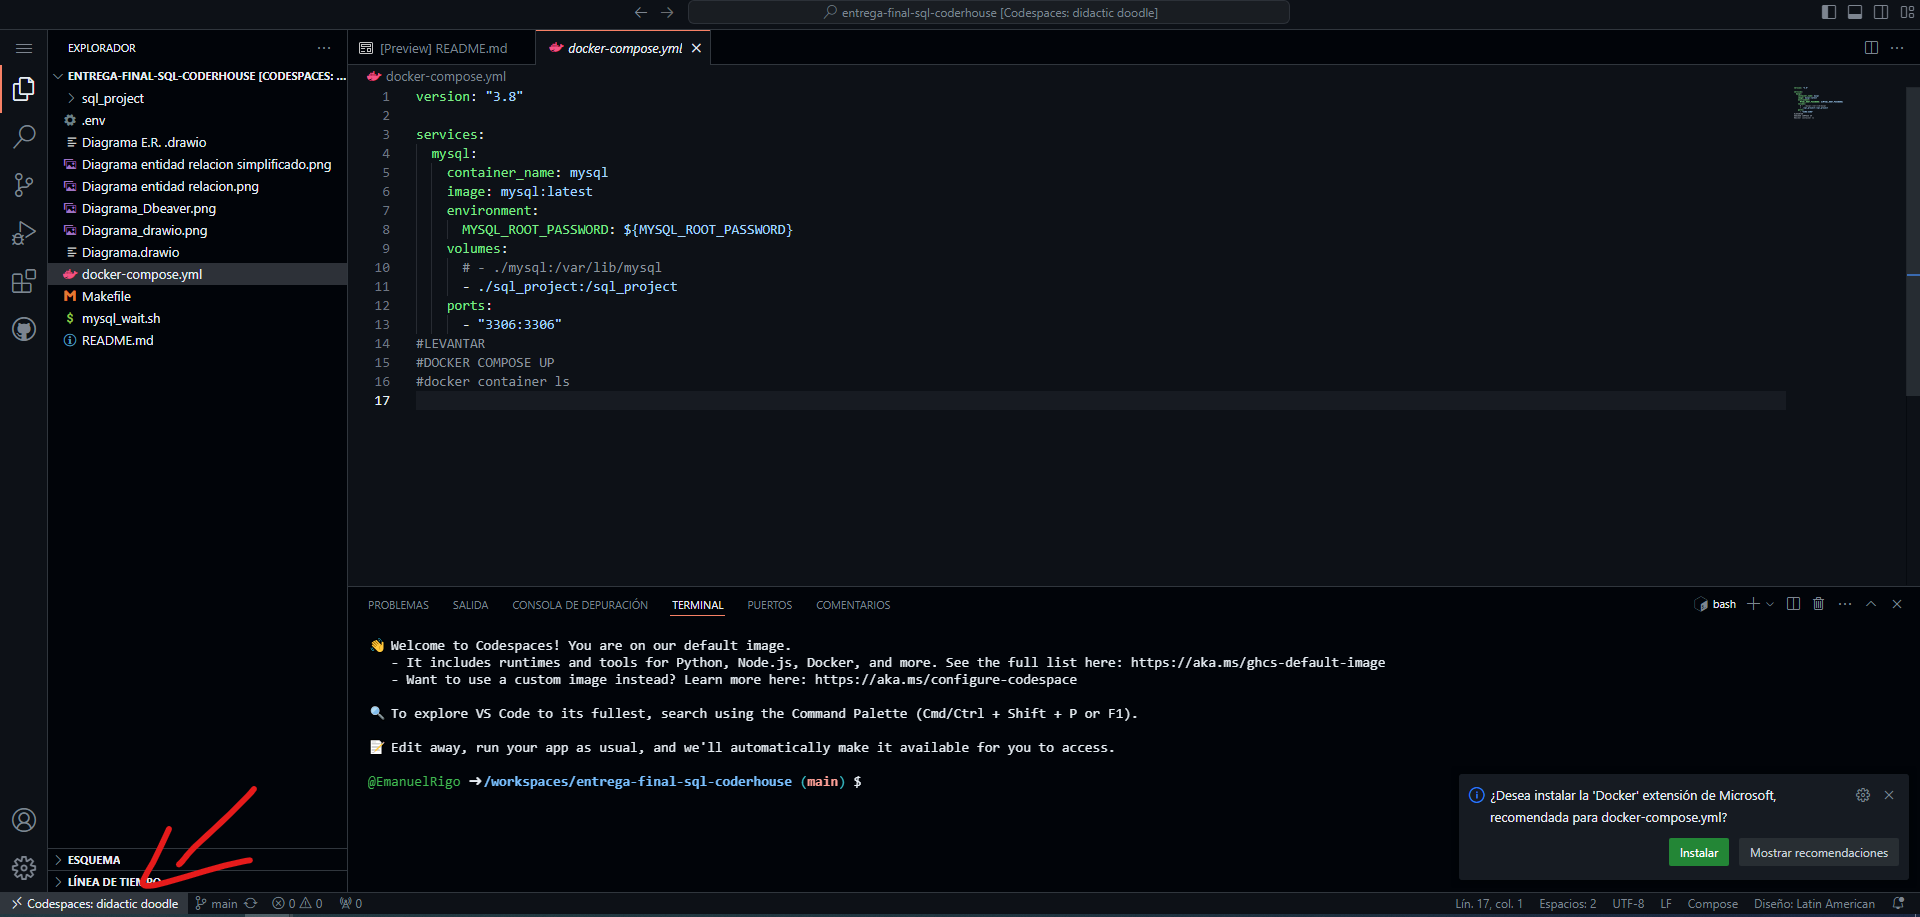 entrega-final-sql-coderhouse [Codespaces: didactic doodle]
EXPLORADOR
ENTREGA-FINAL-SQL-CODERHOUSE [CODESPACES: ...
sql_project
.env
Diagrama E.R. .drawio
Diagrama entidad relacion simplificado.png
Diagrama entidad relacion.png
Diagrama_Dbeaver.png
Diagrama_drawio.png
Diagrama.drawio
docker-compose.yml
Makefile
mysql_wait.sh
README.md
ESQUEMA
LÍNEA DE TIEMPO
[Preview] README.md
docker-compose.yml
docker-compose.yml
1 version: "3.8"
2
3 services:
4 mysql:
5 container_name: mysql
6 image: mysql:latest
7 environment:
8 MYSQL_ROOT_PASSWORD: ${MYSQL_ROOT_PASSWORD}
9 volumes:
10 # - ./mysql:/var/lib/mysql
11 - ./sql_project:/sql_project
12 ports:
13 - "3306:3306"
14 #LEVANTAR
15 #DOCKER COMPOSE UP
16 #docker container ls
17
PROBLEMAS SALIDA CONSOLA DE DEPURACIÓN TERMINAL PUERTOS COMENTARIOS
bash
Welcome to Codespaces! You are on our default image.
- It includes runtimes and tools for Python, Node.js, Docker, and more. See the full list here: https://aka.ms/ghcs-default-image
- Want to use a custom image instead? Learn more here: https://aka.ms/configure-codespace
To explore VS Code to its fullest, search using the Command Palette (Cmd/Ctrl + Shift + P or F1).
Edit away, run your app as usual, and we'll automatically make it available for you to access.
@EmanuelRigo ➜ /workspaces/entrega-final-sql-coderhouse (main) $
¿Desea instalar la 'Docker' extensión de Microsoft,
recomendada para docker-compose.yml?
Instalar
Mostrar recomendaciones
Codespaces: didactic doodle main 0 0 0
Lín. 17, col. 1 Espacios: 2 UTF-8 LF Compose Diseño: Latin American